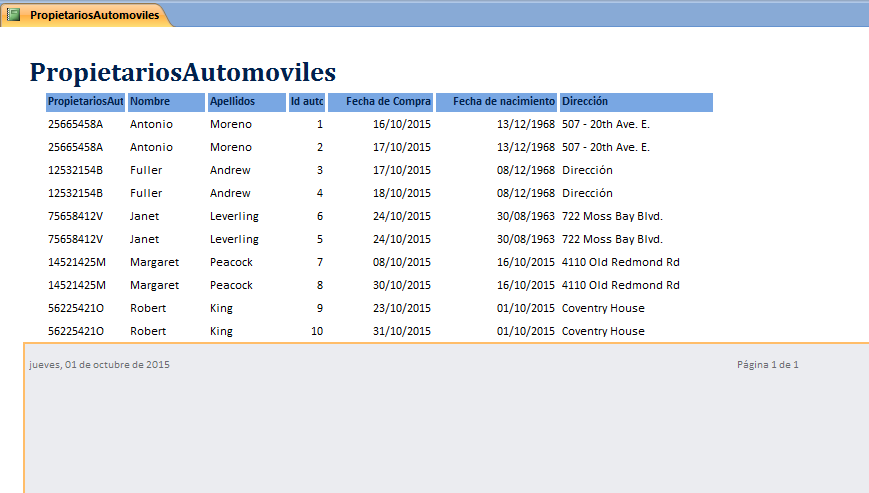 PropietariosAutomoviles
PropietariosAutomoviles
PropietariosAut Nombre Apellidos Id auto Fecha de Compra Fecha de nacimiento Dirección
25665458A Antonio Moreno 1 16/10/2015 13/12/1968 507 - 20th Ave. E.
25665458A Antonio Moreno 2 17/10/2015 13/12/1968 507 - 20th Ave. E.
12532154B Fuller Andrew 3 17/10/2015 08/12/1968 Dirección
12532154B Fuller Andrew 4 18/10/2015 08/12/1968 Dirección
75658412V Janet Leverling 6 24/10/2015 30/08/1963 722 Moss Bay Blvd.
75658412V Janet Leverling 5 24/10/2015 30/08/1963 722 Moss Bay Blvd.
14521425M Margaret Peacock 7 08/10/2015 16/10/2015 4110 Old Redmond Rd
14521425M Margaret Peacock 8 30/10/2015 16/10/2015 4110 Old Redmond Rd
56225421O Robert King 9 23/10/2015 01/10/2015 Coventry House
56225421O Robert King 10 31/10/2015 01/10/2015 Coventry House
jueves, 01 de octubre de 2015 Página 1 de 1